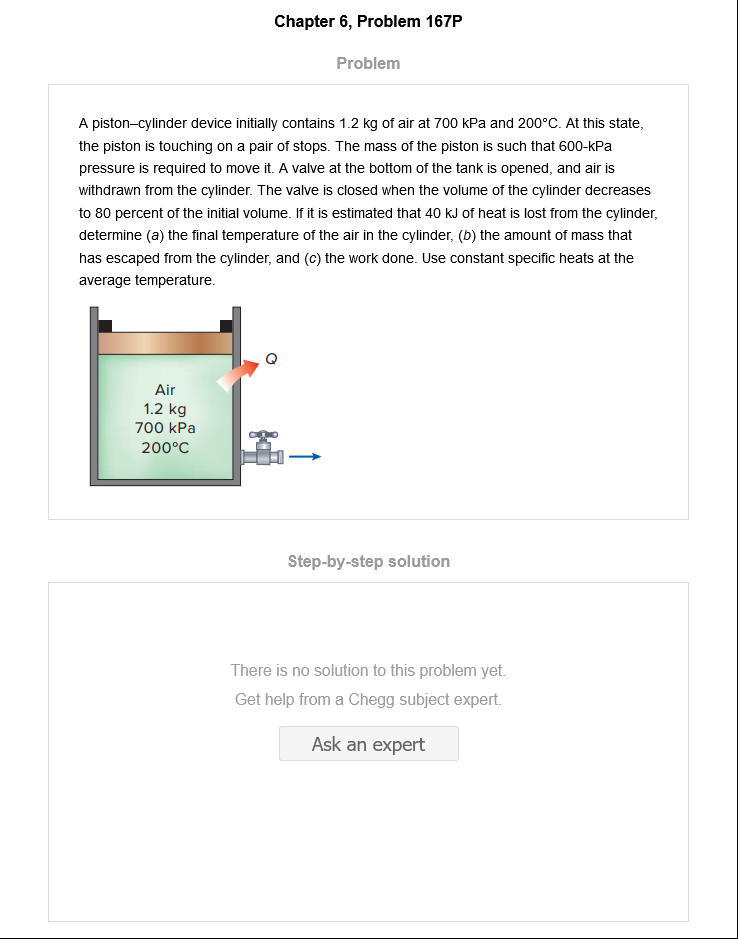 Chapter 6, Problem 167P
Problem
A piston–cylinder device initially contains 1.2 kg of air at 700 kPa and 200°C. At this state,
the piston is touching on a pair of stops. The mass of the piston is such that 600-kPa
pressure is required to move it. A valve at the bottom of the tank is opened, and air is
withdrawn from the cylinder. The valve is closed when the volume of the cylinder decreases
to 80 percent of the initial volume. If it is estimated that 40 kJ of heat is lost from the cylinder,
determine (a) the final temperature of the air in the cylinder, (b) the amount of mass that
has escaped from the cylinder, and (c) the work done. Use constant specific heats at the
average temperature.
Q
Air
1.2 kg
700 kPa
200°C
Step-by-step solution
There is no solution to this problem yet.
Get help from a Chegg subject expert.
Ask an expert